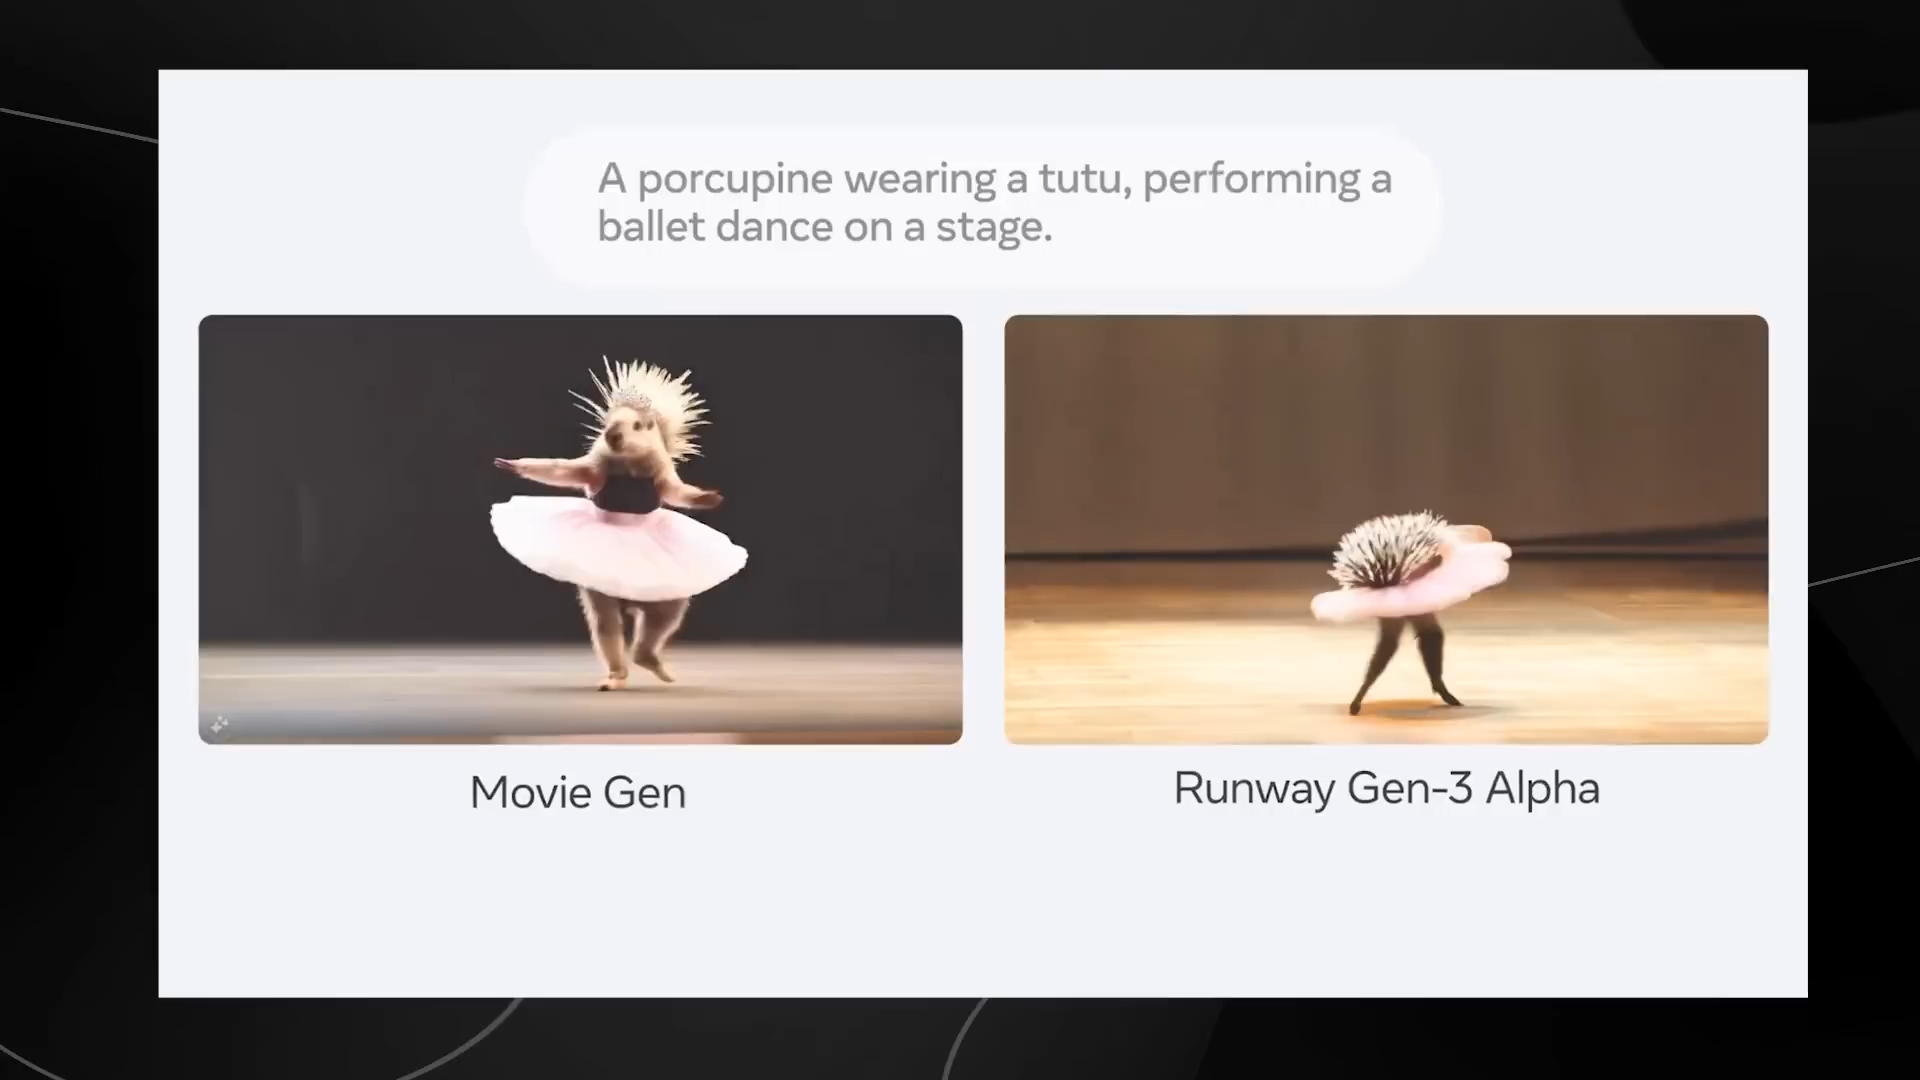 A porcupine wearing a tutu, performing a
ballet dance on a stage.
Movie Gen
Runway Gen-3 Alpha